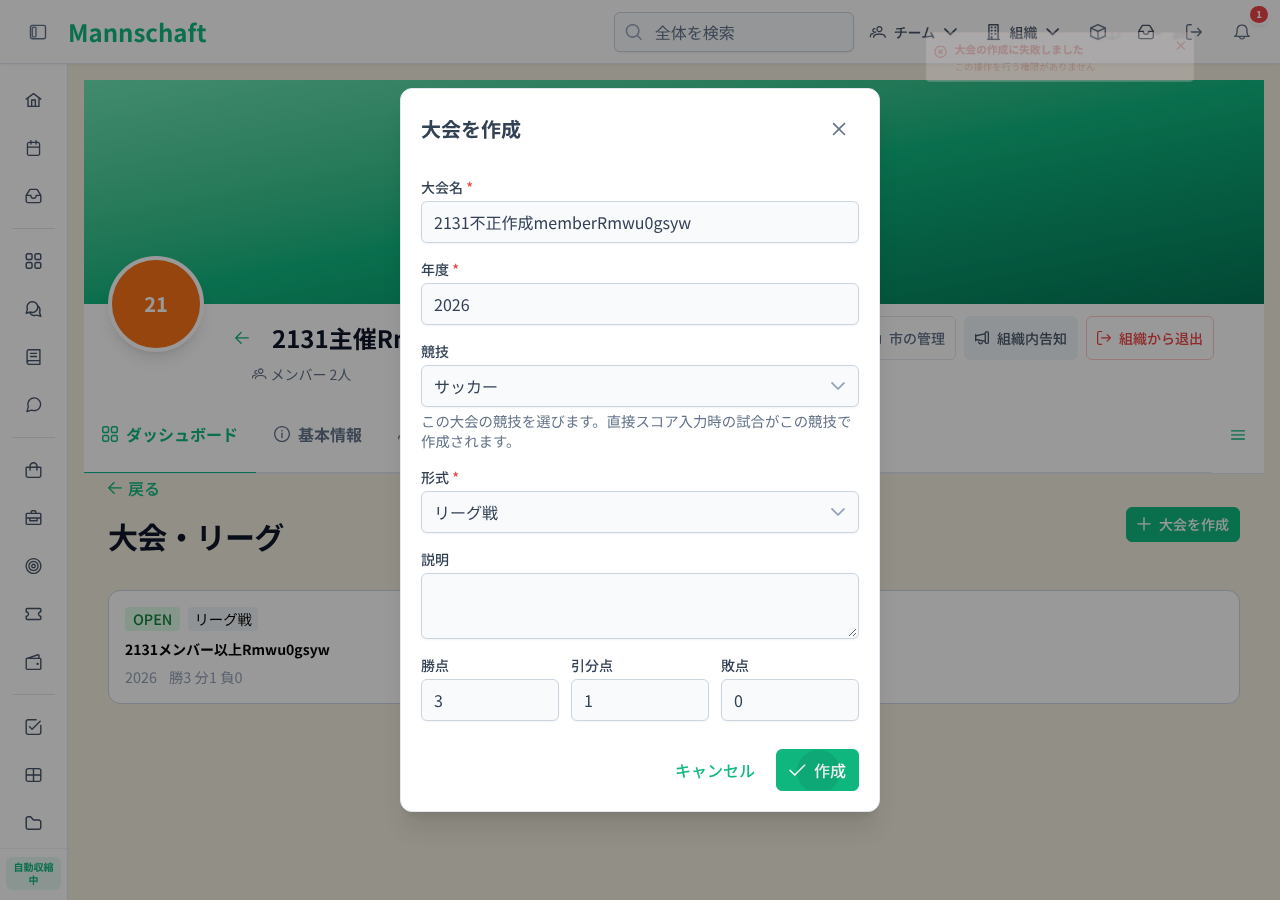 Mannschaft
全体を検索
チーム
組織
1
大会の作成に失敗しました
この操作を行う権限がありません
大会を作成
大会名 *
2131不正作成memberRmwu0gsyw
年度 *
2026
競技
サッカー
この大会の競技を選びます。直接スコア入力時の試合がこの競技で
作成されます。
形式 *
リーグ戦
説明
勝点
引分点
敗点
3
1
0
キャンセル
作成
21
2131主催R
市の管理
組織内告知
組織から退出
メンバー 2人
ダッシュボード
基本情報
戻る
大会・リーグ
大会を作成
OPEN
リーグ戦
2131メンバー以上Rmwu0gsyw
2026 勝3 分1 負0
自動収縮
中